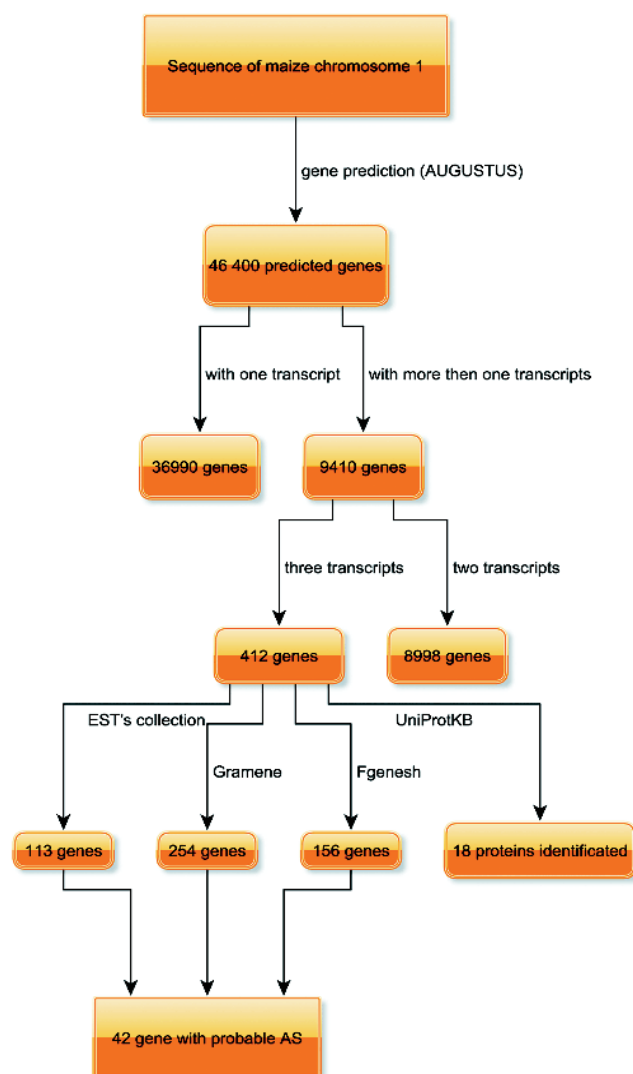 Sequence of maize chromosome 1
gene prediction (AUGUSTUS)
46 400 predicted genes
with one transcript
with more then one transcripts
36990 genes
9410 genes
three transcripts
two transcripts
412 genes
8998 genes
EST's collection
UniProtKB
Gramene
Fgenesh
113 genes
254 genes
156 genes
18 proteins identificated
42 gene with probable AS